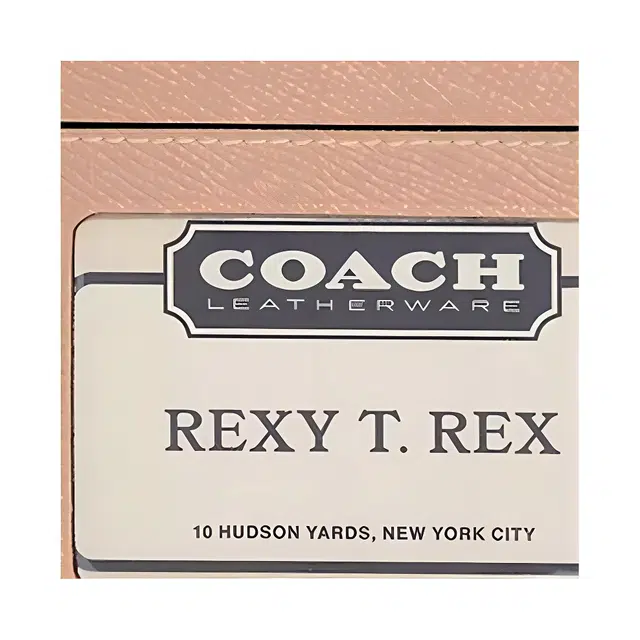 COACH
LEATHERWARE
REXY T. REX
10 HUDSON YARDS, NEW YORK CITY